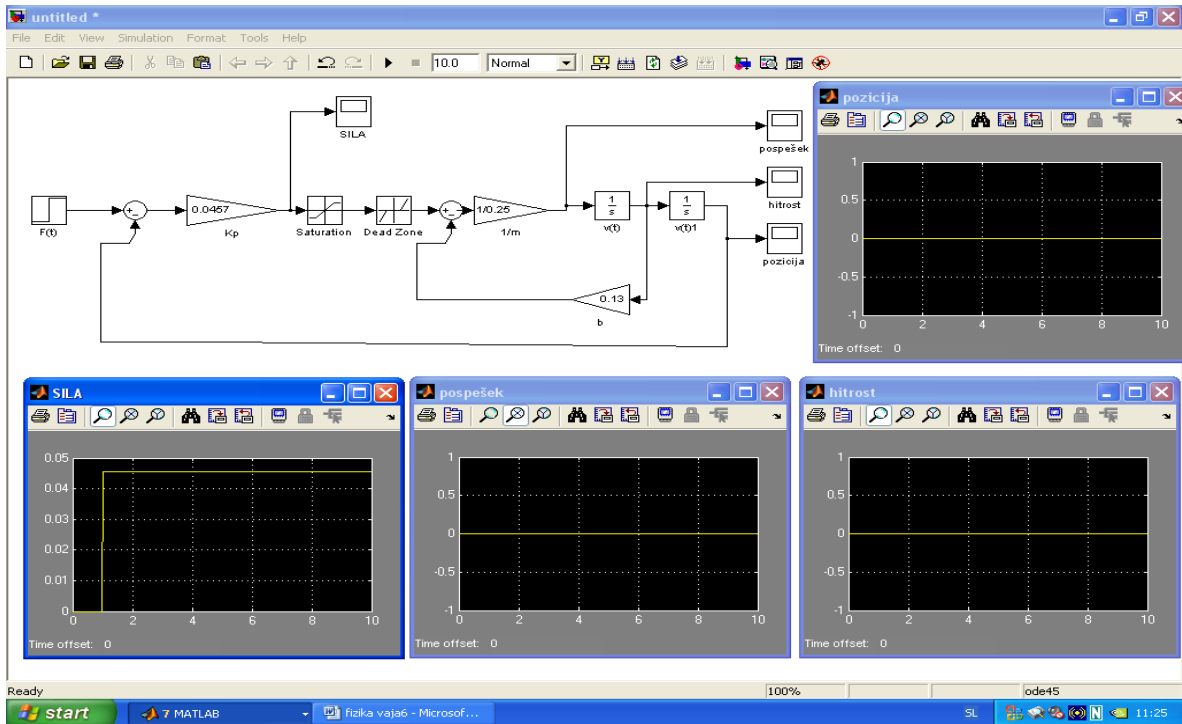 untitled *
File Edit View Simulation Format Tools Help
10.0 Normal
SILA
pospešek
hitrost
pozicija
F(t)
0.0457
Kp
Saturation
Dead Zone
1/0.25
1/m
1
s
v(t)
1
s
v(t)1
0.13
b
pozicija
1
0.5
0
-0.5
-1
0 2 4 6 8 10
Time offset: 0
SILA
0.05
0.04
0.03
0.02
0.01
0
0 2 4 6 8 10
Time offset: 0
pospešek
1
0.5
0
-0.5
-1
0 2 4 6 8 10
Time offset: 0
hitrost
1
0.5
0
-0.5
-1
0 2 4 6 8 10
Time offset: 0
Ready 100% ode45
start 7 MATLAB fizika vaja6 - Microsof... SL N 11:25